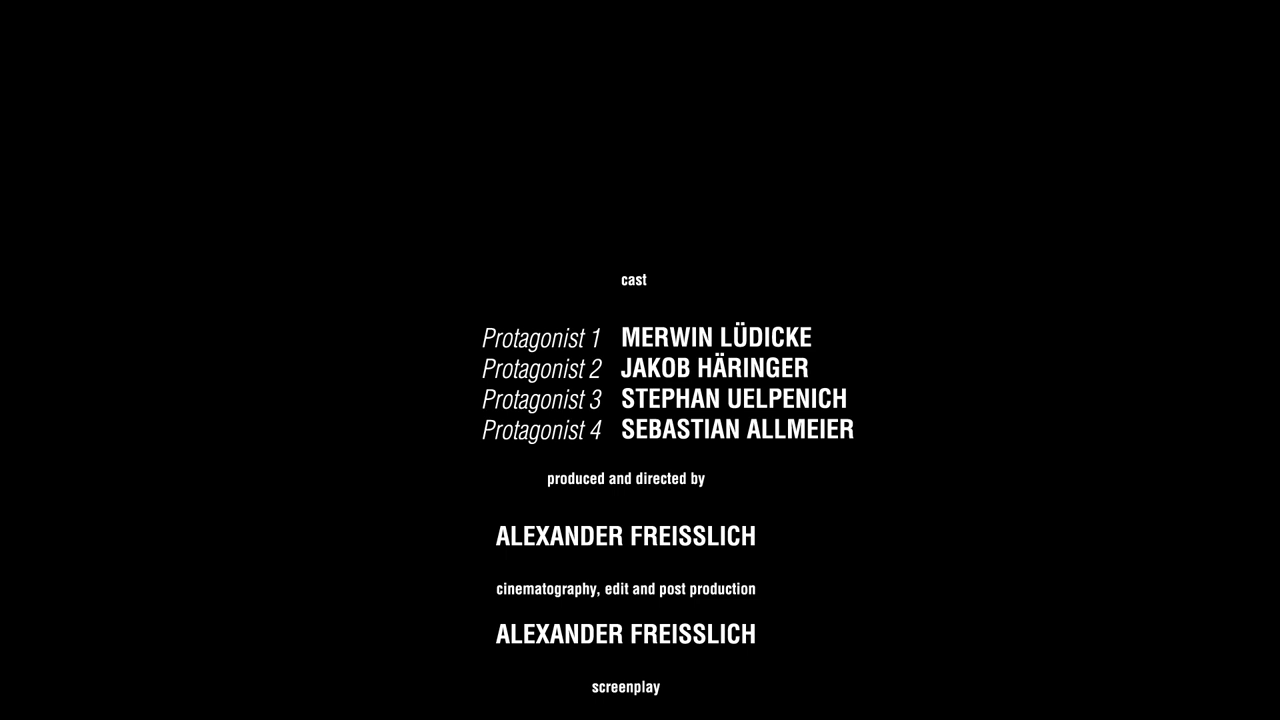 cast
Protagonist 1 MERWIN LÜDICKE
Protagonist 2 JAKOB HÄRINGER
Protagonist 3 STEPHAN UELPENICH
Protagonist 4 SEBASTIAN ALLMEIER
produced and directed by
ALEXANDER FREISSLICH
cinematography, edit and post production
ALEXANDER FREISSLICH
screenplay